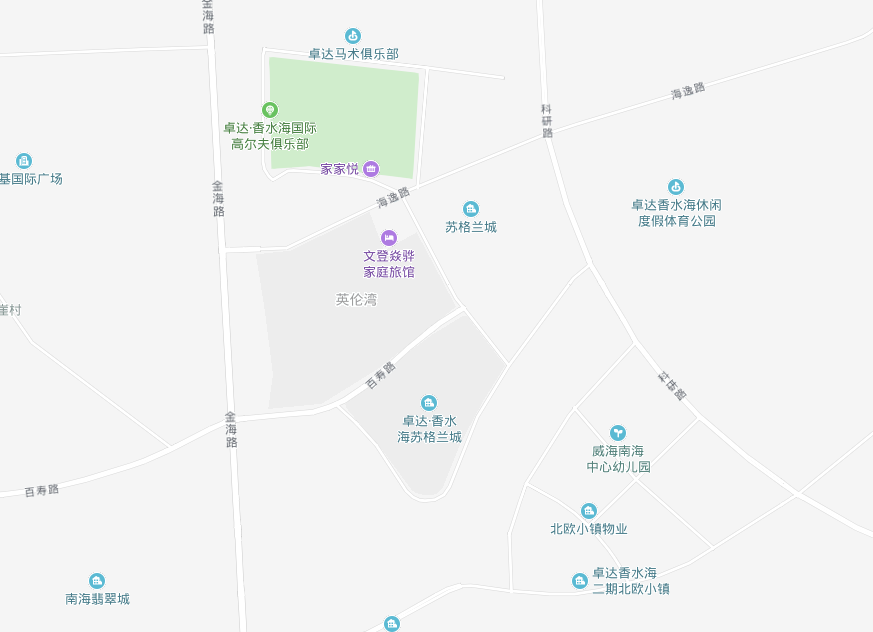 金海路
卓达马术俱乐部
海逸路
科研路
卓达·香水海国际
高尔夫俱乐部
家家悦
基国际广场
金海路
海逸路
卓达香水海休闲
度假体育公园
苏格兰城
文登焱骅
家庭旅馆
英伦湾
崖村
百寿路
科研路
金海路
卓达·香水
海苏格兰城
威海南海
中心幼儿园
百寿路
北欧小镇物业
卓达香水海
二期北欧小镇
南海翡翠城